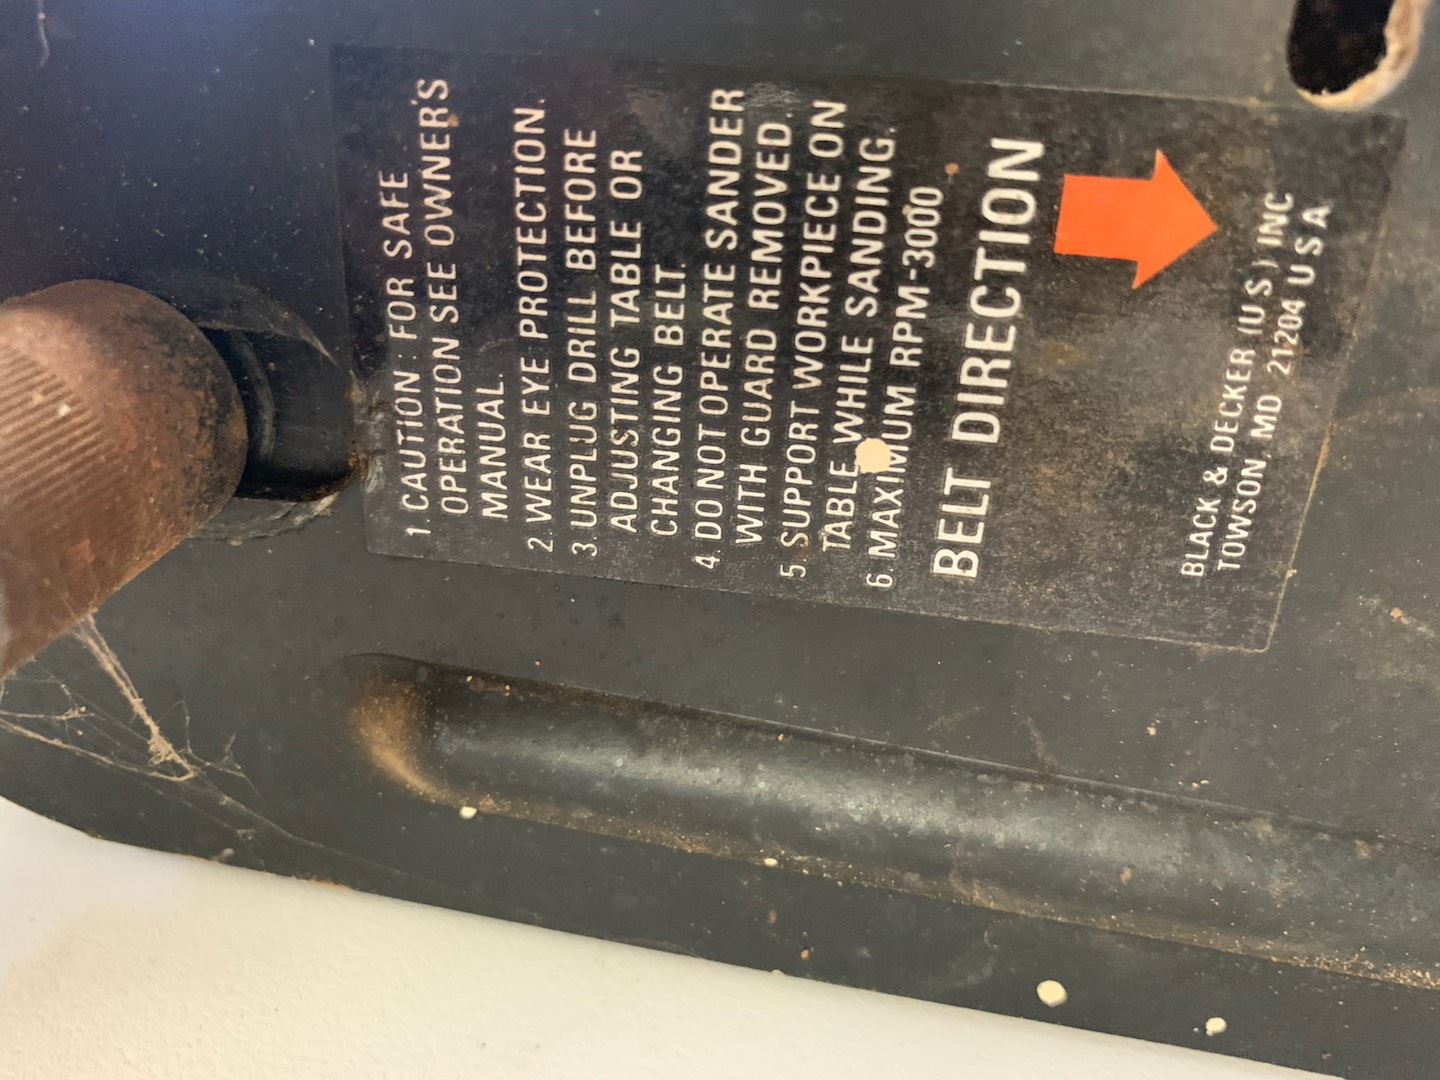 1. CAUTION: FOR SAFE
OPERATION SEE OWNER'S
MANUAL.
2. WEAR EYE PROTECTION.
3. UNPLUG DRILL BEFORE
ADJUSTING TABLE OR
CHANGING BELT.
4. DO NOT OPERATE SANDER
WITH GUARD REMOVED.
5. SUPPORT WORKPIECE ON
TABLE WHILE SANDING.
6. MAXIMUM RPM-3000
BELT DIRECTION
BLACK & DECKER (U S) INC
TOWSON, MD 21204 U S A